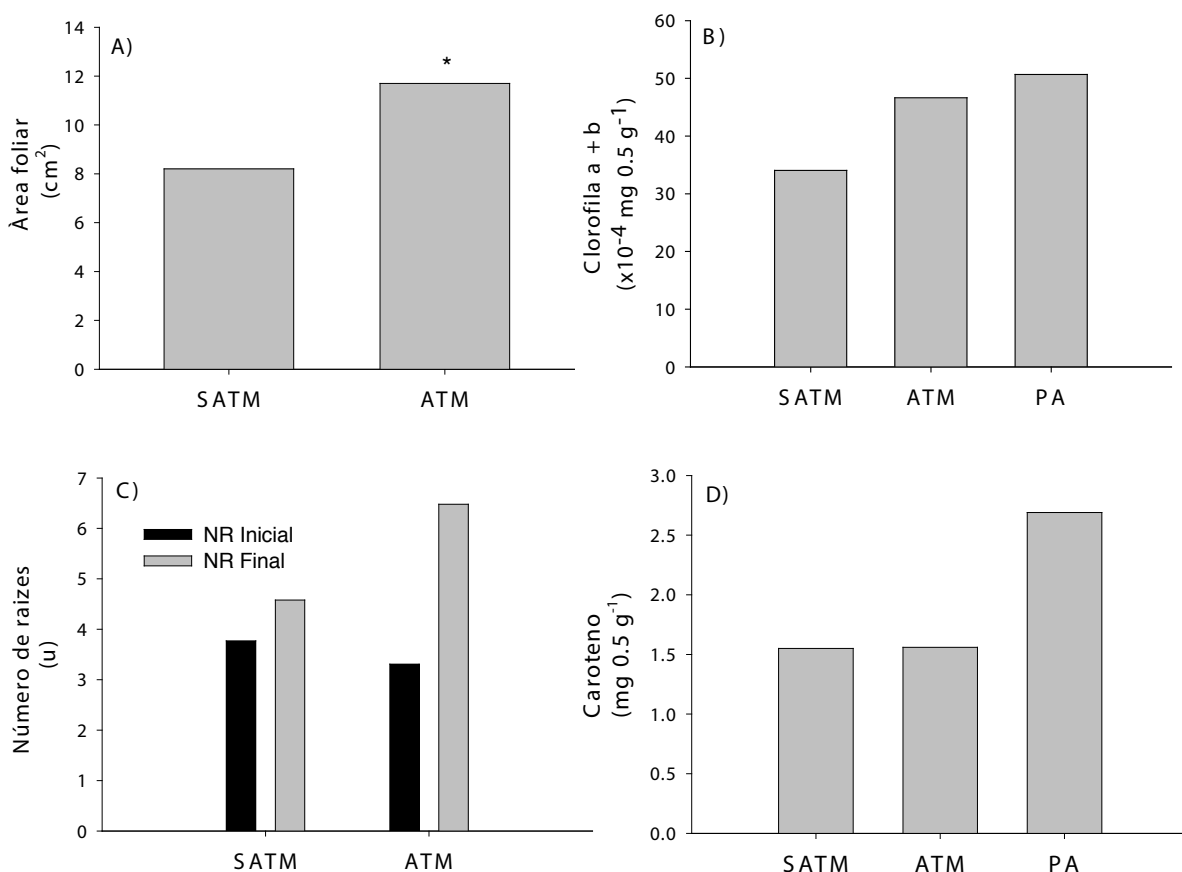 A)
Àrea foliar
(cm²)
14
12
10
8
6
4
2
0
*
SATM ATM
B)
Clorofila a + b
(x10⁻⁴ mg 0.5 g⁻¹)
60
50
40
30
20
10
0
SATM ATM PA
C)
Número de raizes
(u)
7
6
5
4
3
2
1
0
NR Inicial
NR Final
SATM ATM
D)
Caroteno
(mg 0.5 g⁻¹)
3.0
2.5
2.0
1.5
1.0
0.5
0.0
SATM ATM PA